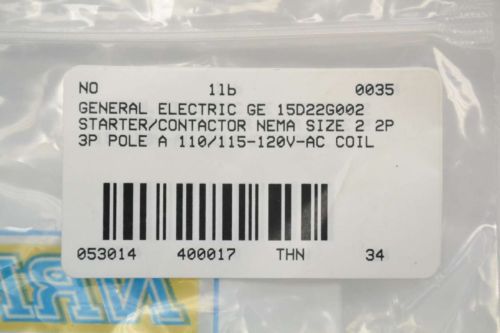 NO 1lb 0035
GENERAL ELECTRIC GE 15D22G002
STARTER/CONTACTOR NEMA SIZE 2 2P
3P POLE A 110/115-120V-AC COIL
053014 400017 THN 34